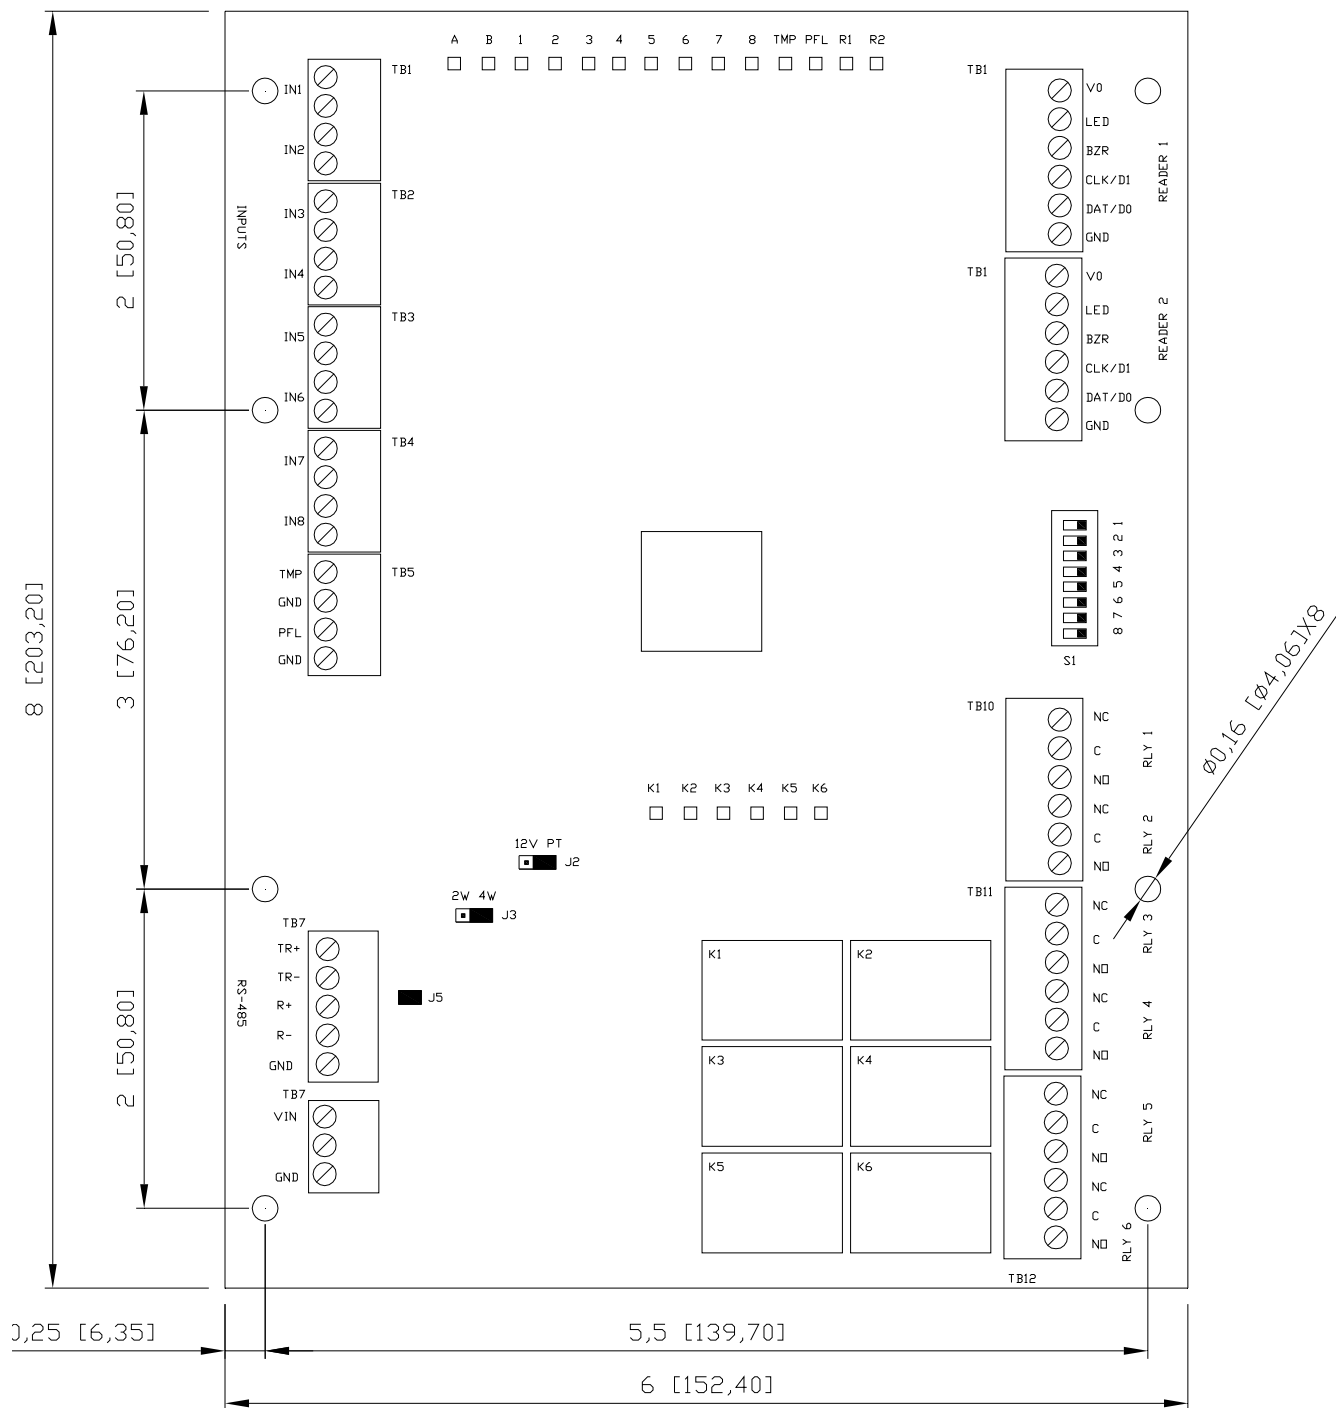 A B 1 2 3 4 5 6 7 8 TMP PFL R1 R2
TB1
IN1
IN2
TB2
IN3
IN4
INPUTS
TB3
IN5
IN6
TB4
IN7
IN8
TB5
TMP
GND
PFL
GND
TB1
V0
LED
BZR
CLK/D1
DAT/D0
GND
READER 1
TB1
V0
LED
BZR
CLK/D1
DAT/D0
GND
READER 2
1
2
3
4
5
6
7
8
S1
2 [50,80]
3 [76,20]
8 [203,20]
2 [50,80]
Ø0,16 [Ø4,06]X8
K1 K2 K3 K4 K5 K6
12V PT
J2
2W 4W
J3
J5
TB7
TR+
TR-
R+
R-
GND
RS-485
TB7
VIN
GND
K1
K2
K3
K4
K5
K6
TB10
NC
C
NO
RLY 1
NC
C
NO
RLY 2
TB11
NC
C
NO
RLY 3
NC
C
NO
RLY 4
NC
C
NO
RLY 5
NC
C
NO
RLY 6
TB12
0,25 [6,35]
5,5 [139,70]
6 [152,40]